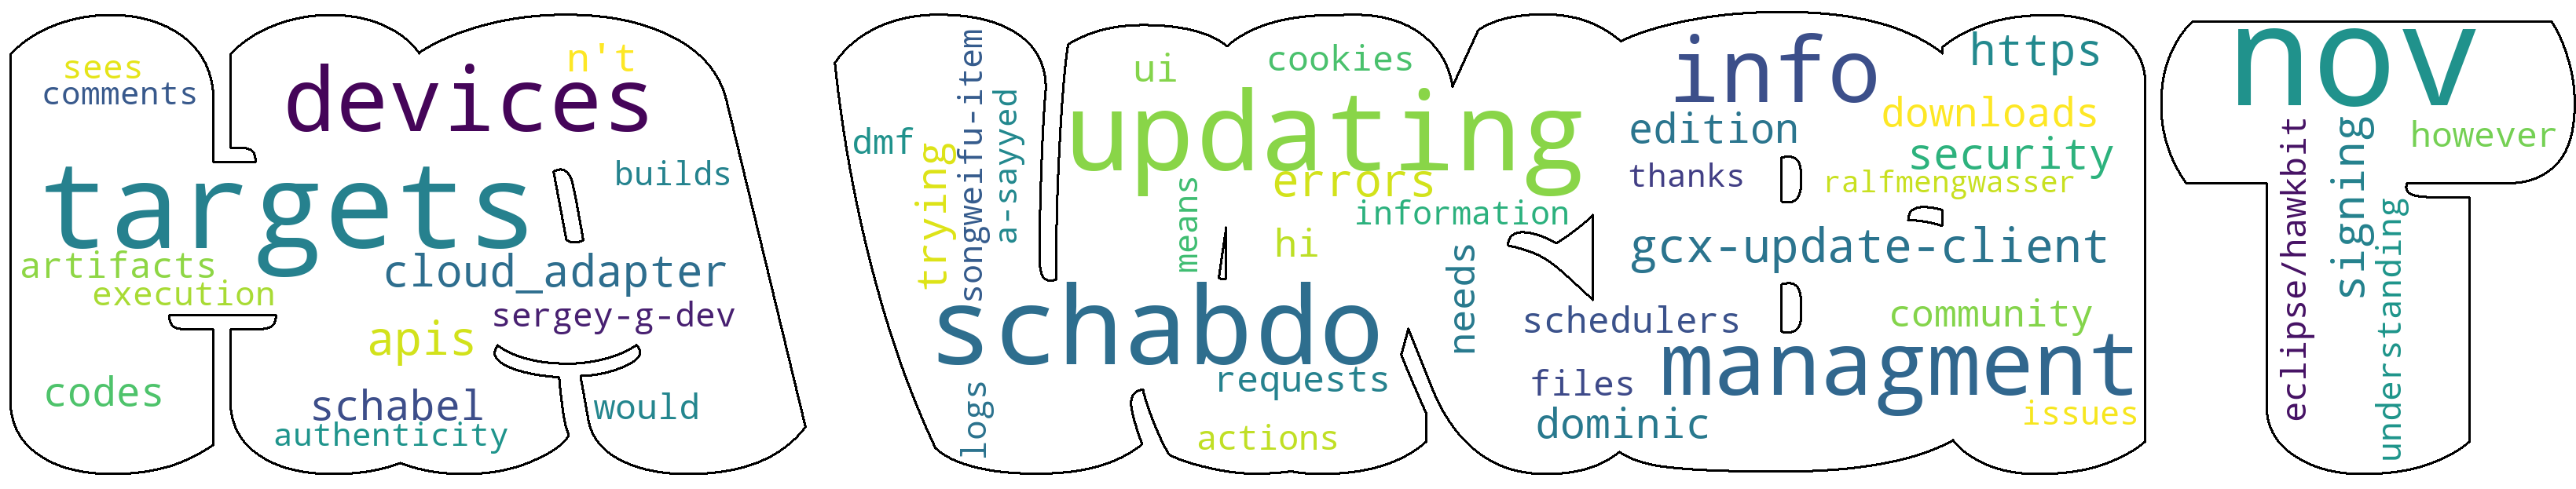 sees
comments
devices
n't
targets
builds
artifacts
execution
cloud_adapter
sergey-g-dev
apis
codes
schabel
authenticity
would
dmf
trying
songweifu-item
a-sayyed
ui
cookies
updating
errors
means
information
hi
schabdo
needs
requests
logs
actions
info
https
edition
downloads
security
thanks
ralfmengwasser
gcx-update-client
schedulers
community
managment
files
dominic
issues
nov
however
eclipse/hawkbit
signing
understanding